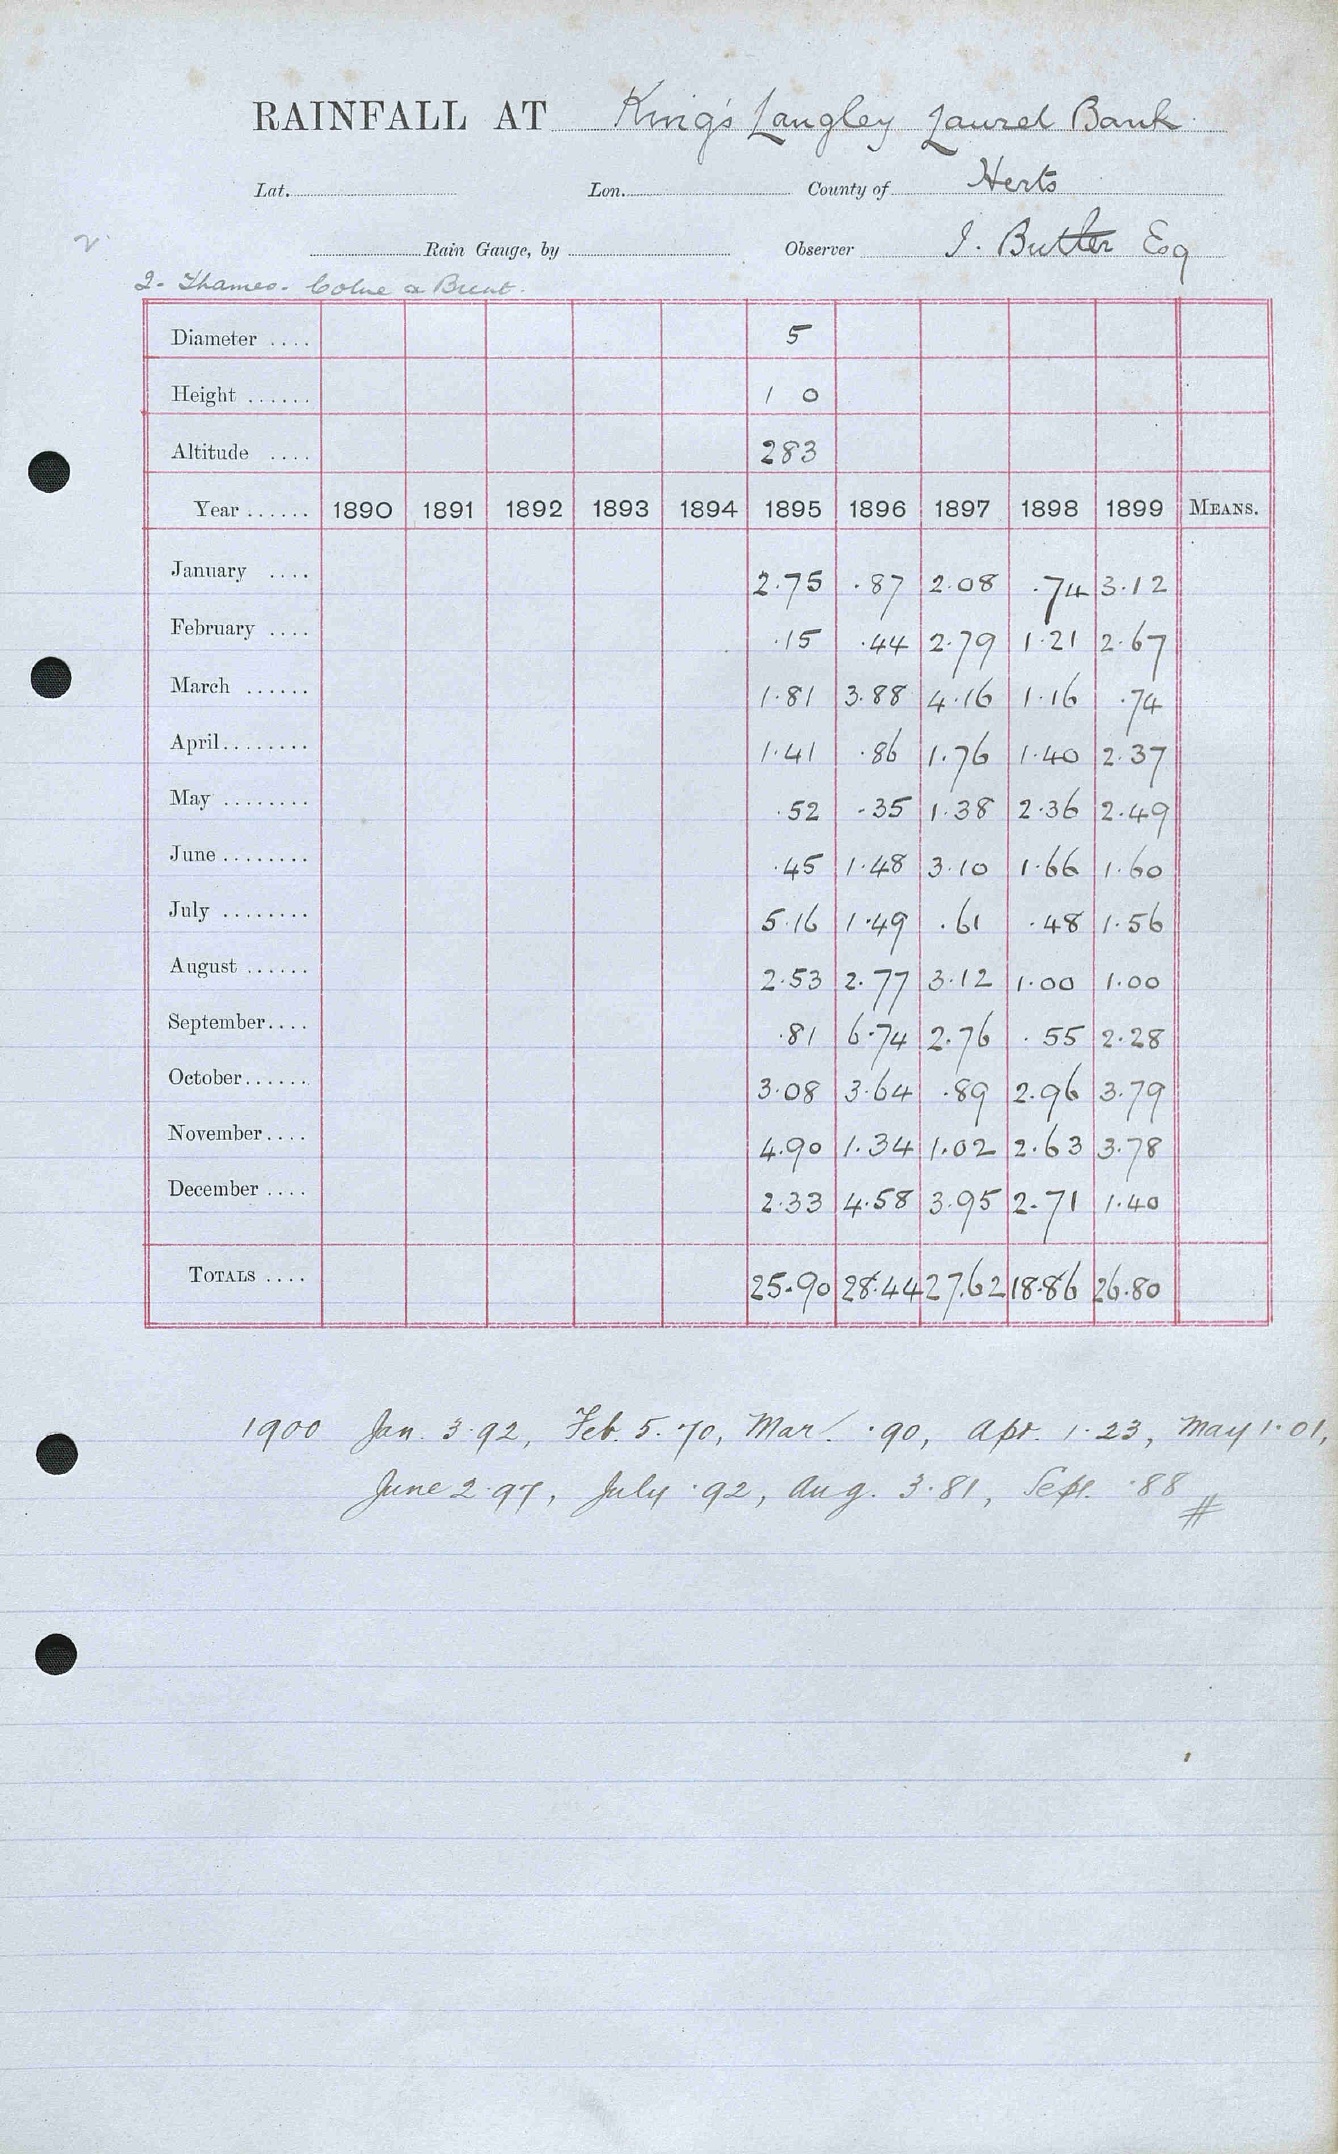 RAINFALL AT King's Langley Laurel Bank
Lat. Lon. County of Herts
2
Rain Gauge, by Observer I. Butler Esq
2- Thames. Colne & Brent.
Diameter .... 5
Height ...... 1 0
Altitude .... 283
Year ...... 1890 1891 1892 1893 1894 1895 1896 1897 1898 1899 MEANS.
January .... 2.75 .87 2.08 .74 3.12
February .... .15 .44 2.79 1.21 2.67
March ...... 1.81 3.88 4.16 1.16 .74
April........ 1.41 .86 1.76 1.40 2.37
May ........ .52 .35 1.38 2.36 2.49
June ........ .45 1.48 3.10 1.66 1.60
July ........ 5.16 1.49 .61 .48 1.56
August ...... 2.53 2.77 3.12 1.00 1.00
September.... .81 6.74 2.76 .55 2.28
October...... 3.08 3.64 .89 2.96 3.79
November.... 4.90 1.34 1.02 2.63 3.78
December .... 2.33 4.58 3.95 2.71 1.40
TOTALS .... 25.90 28.44 27.62 18.86 26.80
1900 Jan. 3.92, Feb. 5.70, Mar. .90, Apr. 1.23, May 1.01,
June 2.97, July .92, Aug. 3.81, Sept. .88 #